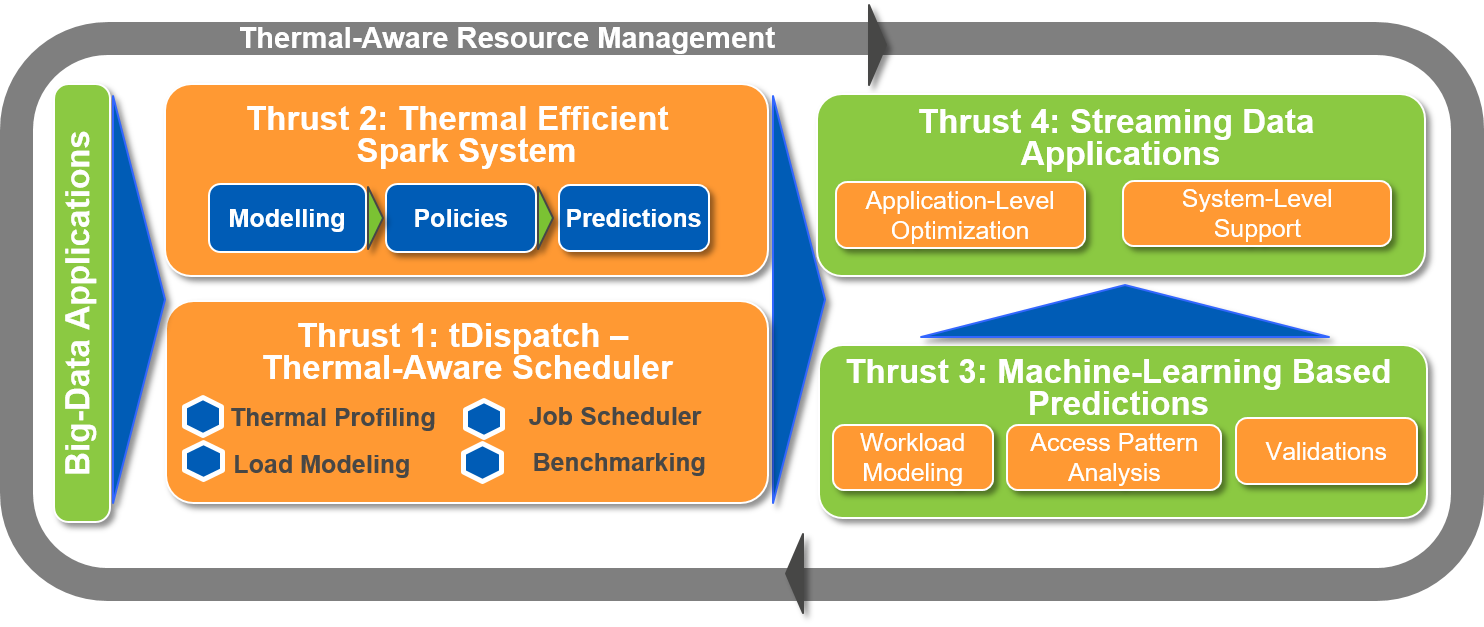 Thermal-Aware Resource Management
Big-Data Applications
Thrust 2: Thermal Efficient
Spark System
Modelling
Policies
Predictions
Thrust 1: tDispatch –
Thermal-Aware Scheduler
Thermal Profiling
Job Scheduler
Load Modeling
Benchmarking
Thrust 4: Streaming Data
Applications
Application-Level
Optimization
System-Level
Support
Thrust 3: Machine-Learning Based
Predictions
Workload
Modeling
Access Pattern
Analysis
Validations